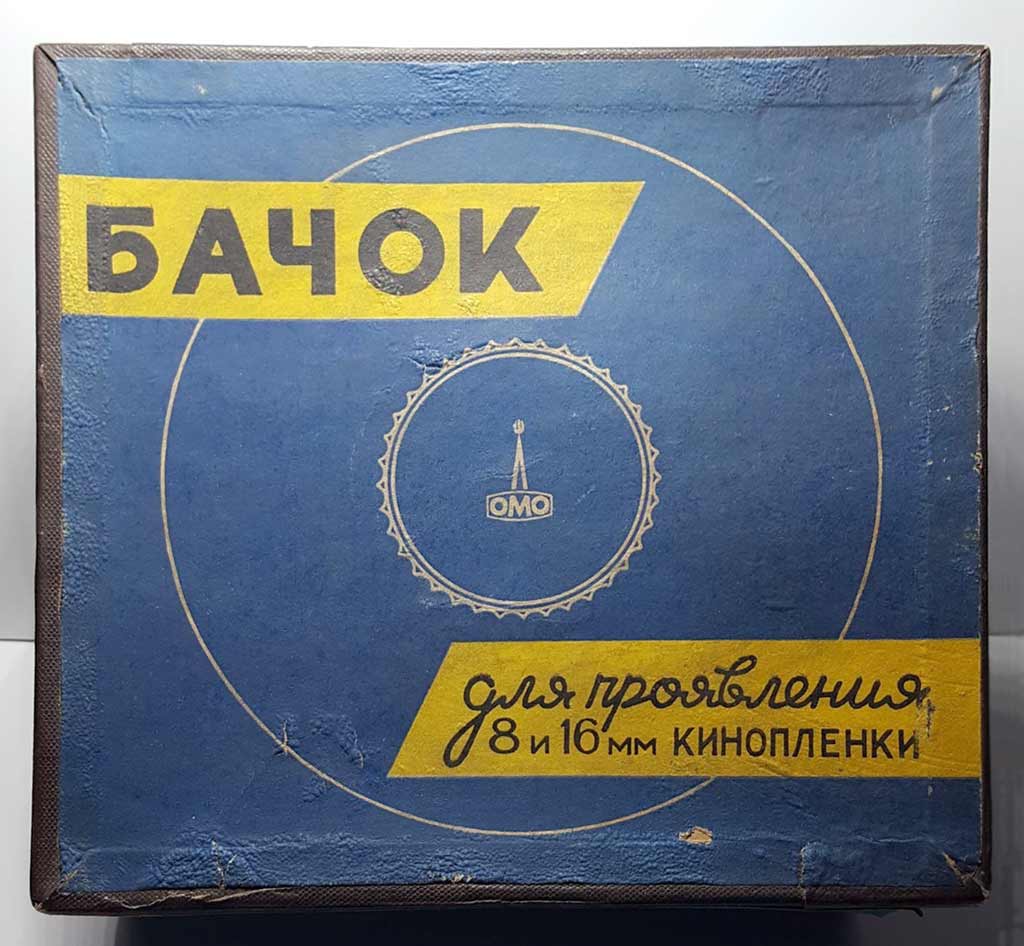 БАЧОК
ОМО
для проявления
8 и 16 мм КИНОПЛЕНКИ